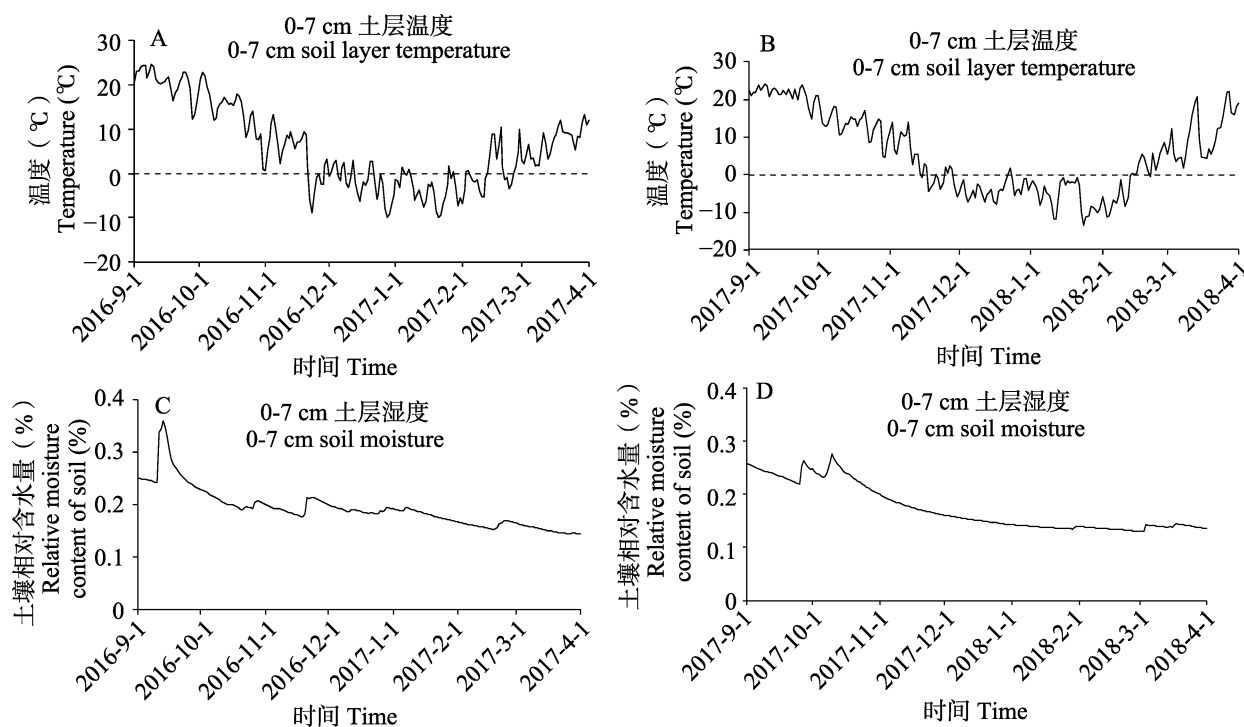 A
0-7 cm 土层温度
0-7 cm soil layer temperature
温度（℃）
Temperature (℃)
30
20
10
0
−10
−20
2016-9-1
2016-10-1
2016-11-1
2016-12-1
2017-1-1
2017-2-1
2017-3-1
2017-4-1
时间 Time
B
0-7 cm 土层温度
0-7 cm soil layer temperature
温度（℃）
Temperature (℃)
30
20
10
0
−10
−20
2017-9-1
2017-10-1
2017-11-1
2017-12-1
2018-1-1
2018-2-1
2018-3-1
2018-4-1
时间 Time
C
0-7 cm 土层湿度
0-7 cm soil moisture
土壤相对含水量（%）
Relative moisture
content of soil (%)
0.4
0.3
0.2
0.1
0
2016-9-1
2016-10-1
2016-11-1
2016-12-1
2017-1-1
2017-2-1
2017-3-1
2017-4-1
时间 Time
D
0-7 cm 土层湿度
0-7 cm soil moisture
土壤相对含水量（%）
Relative moisture
content of soil (%)
0.4
0.3
0.2
0.1
0
2017-9-1
2017-10-1
2017-11-1
2017-12-1
2018-1-1
2018-2-1
2018-3-1
2018-4-1
时间 Time